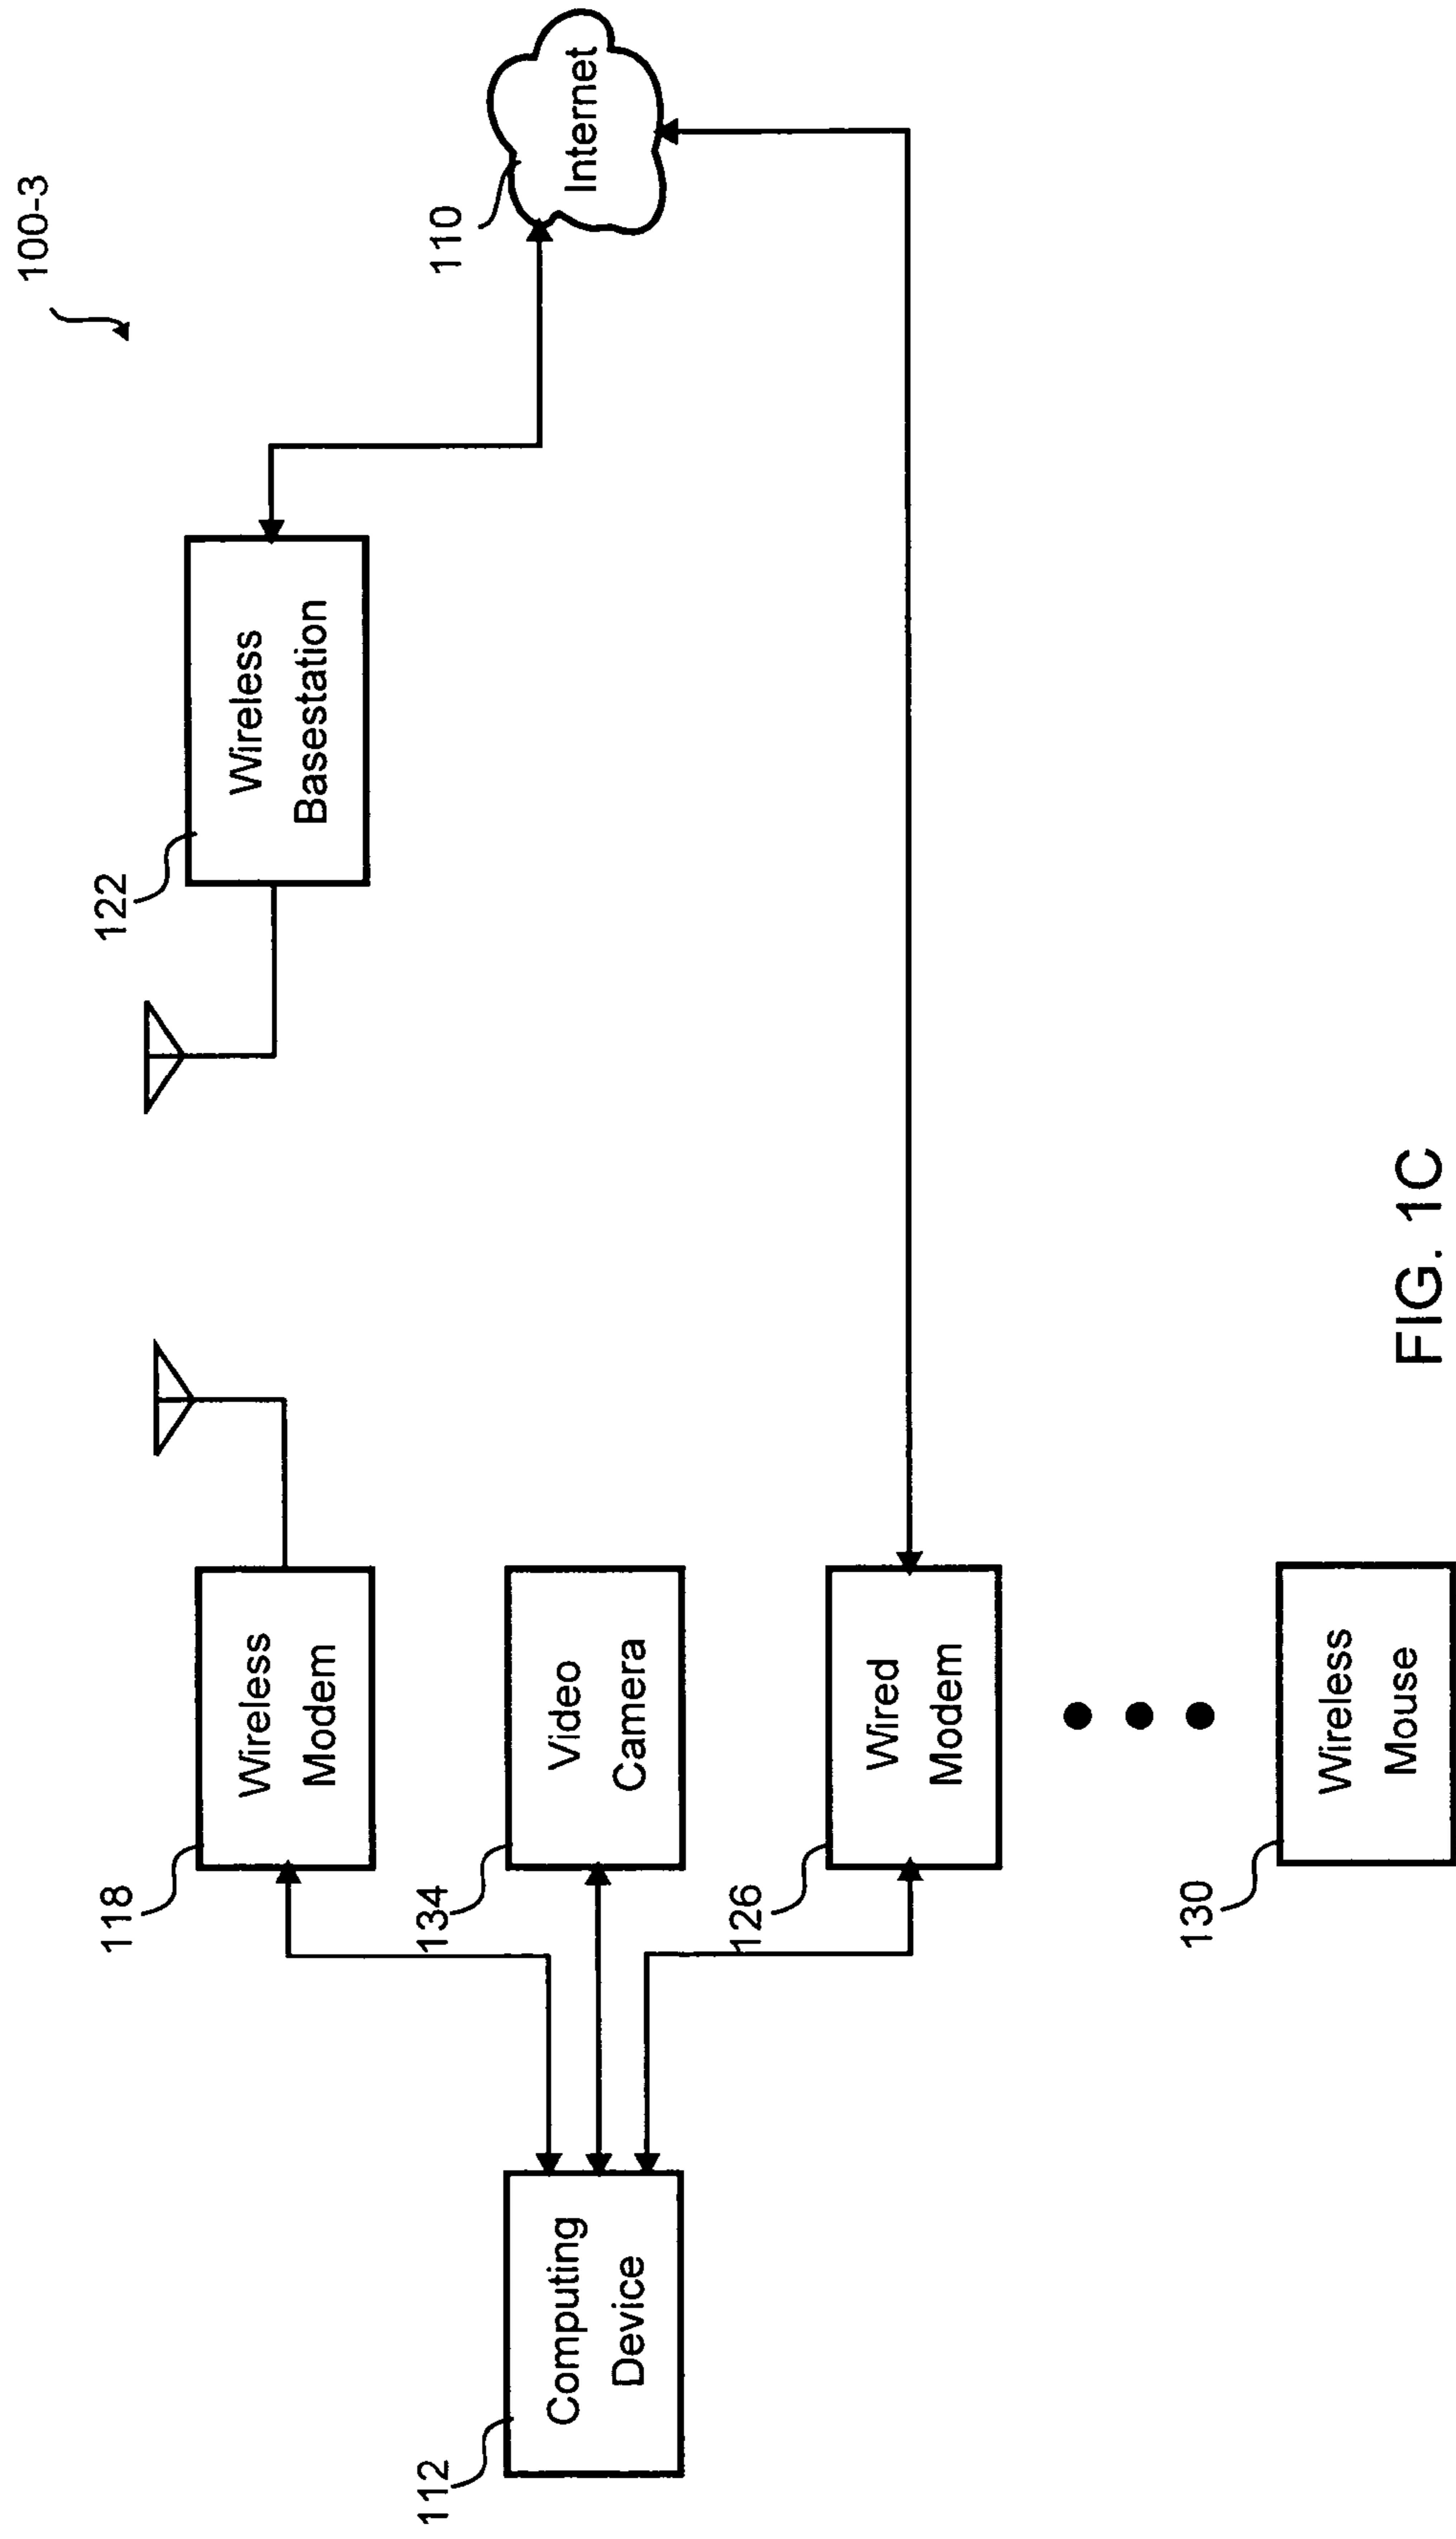 100-3
122
Wireless
Basestation
110
Internet
118
Wireless
Modem
134
Video
Camera
112
Computing
Device
126
Wired
Modem
130
Wireless
Mouse
FIG. 1C